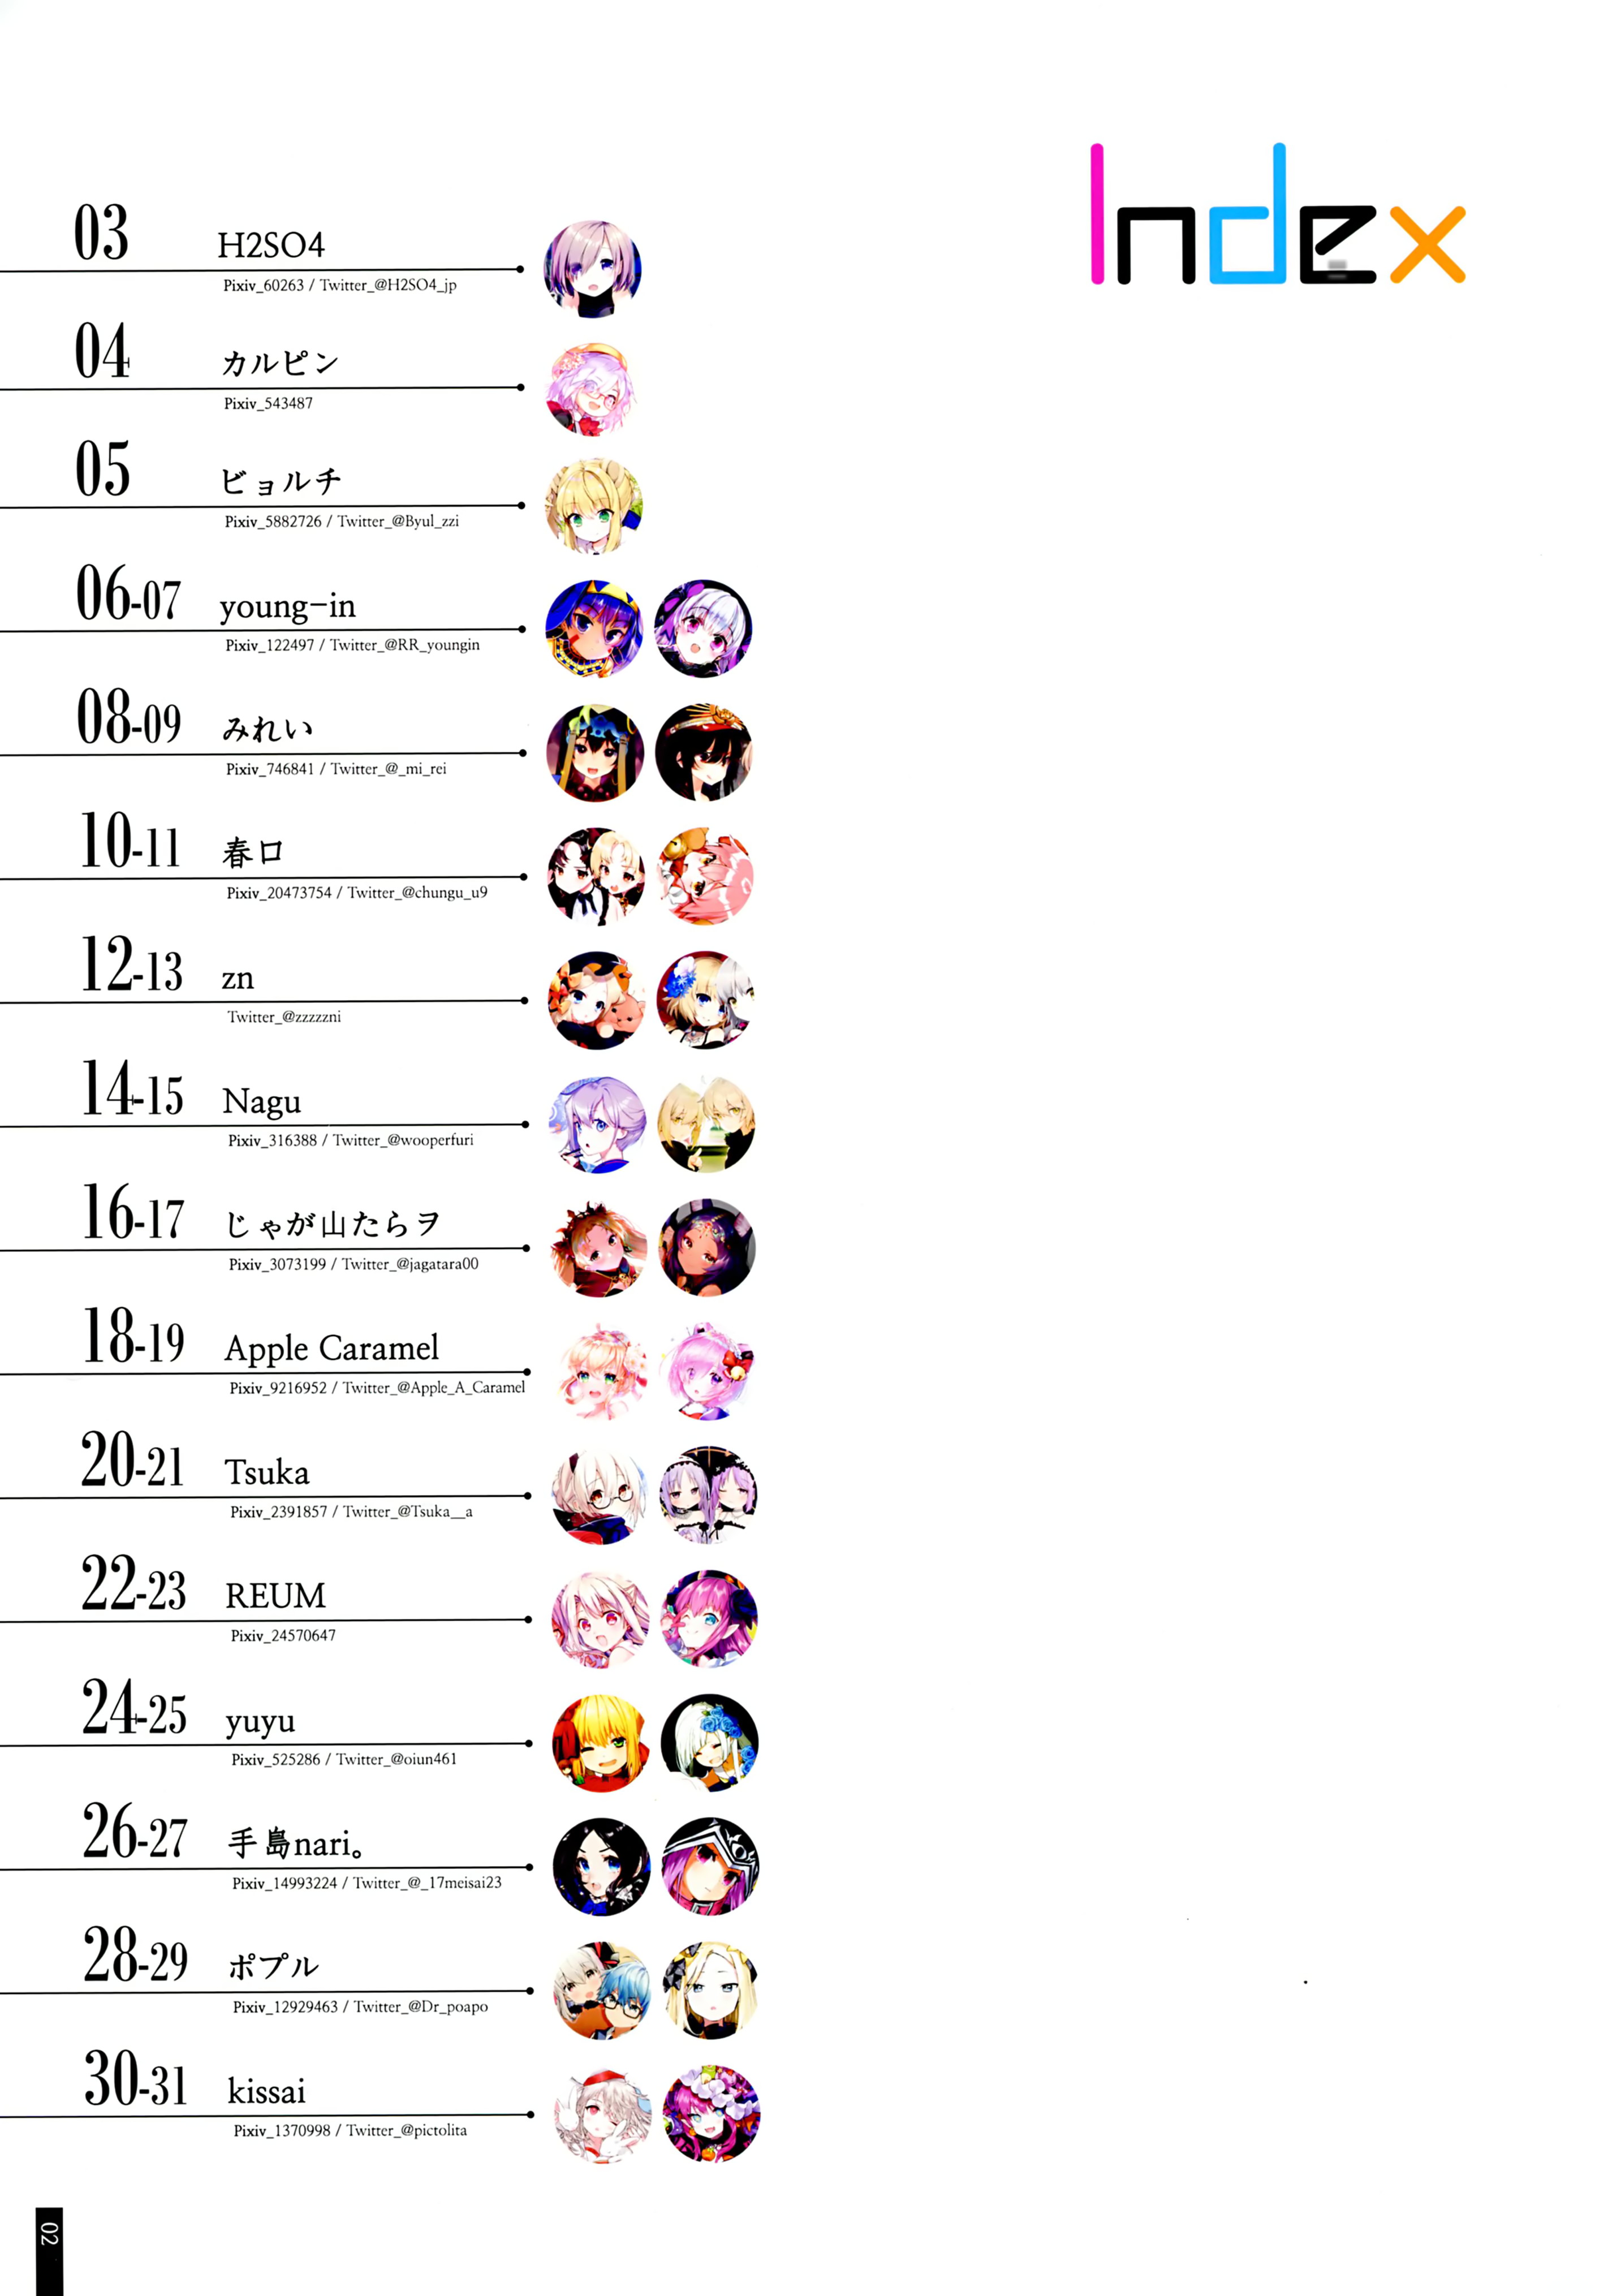 Index
03 H2SO4
Pixiv_60263 / Twitter_@H2SO4_jp
04 カルピン
Pixiv_543487
05 ビョルチ
Pixiv_5882726 / Twitter_@Byul_zzi
06-07 young-in
Pixiv_122497 / Twitter_@RR_youngin
08-09 みれい
Pixiv_746841 / Twitter_@_mi_rei
10-11 春口
Pixiv_20473754 / Twitter_@chungu_u9
12-13 zn
Twitter_@zzzzzni
14-15 Nagu
Pixiv_316388 / Twitter_@wooperfuri
16-17 じゃが山たらヲ
Pixiv_3073199 / Twitter_@jagatara00
18-19 Apple Caramel
Pixiv_9216952 / Twitter_@Apple_A_Caramel
20-21 Tsuka
Pixiv_2391857 / Twitter_@Tsuka__a
22-23 REUM
Pixiv_24570647
24-25 yuyu
Pixiv_525286 / Twitter_@oiun461
26-27 手島nari。
Pixiv_14993224 / Twitter_@_17meisai23
28-29 ポプル
Pixiv_12929463 / Twitter_@Dr_poapo
30-31 kissai
Pixiv_1370998 / Twitter_@pictolita
02